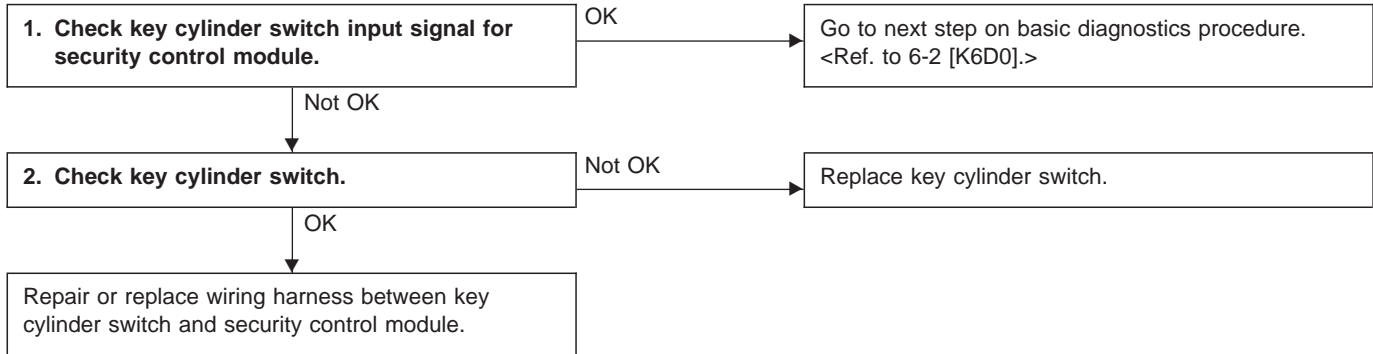 1. Check key cylinder switch input signal for
security control module.
OK
Go to next step on basic diagnostics procedure.
<Ref. to 6-2 [K6D0].>
Not OK
2. Check key cylinder switch.
Not OK
Replace key cylinder switch.
OK
Repair or replace wiring harness between key
cylinder switch and security control module.